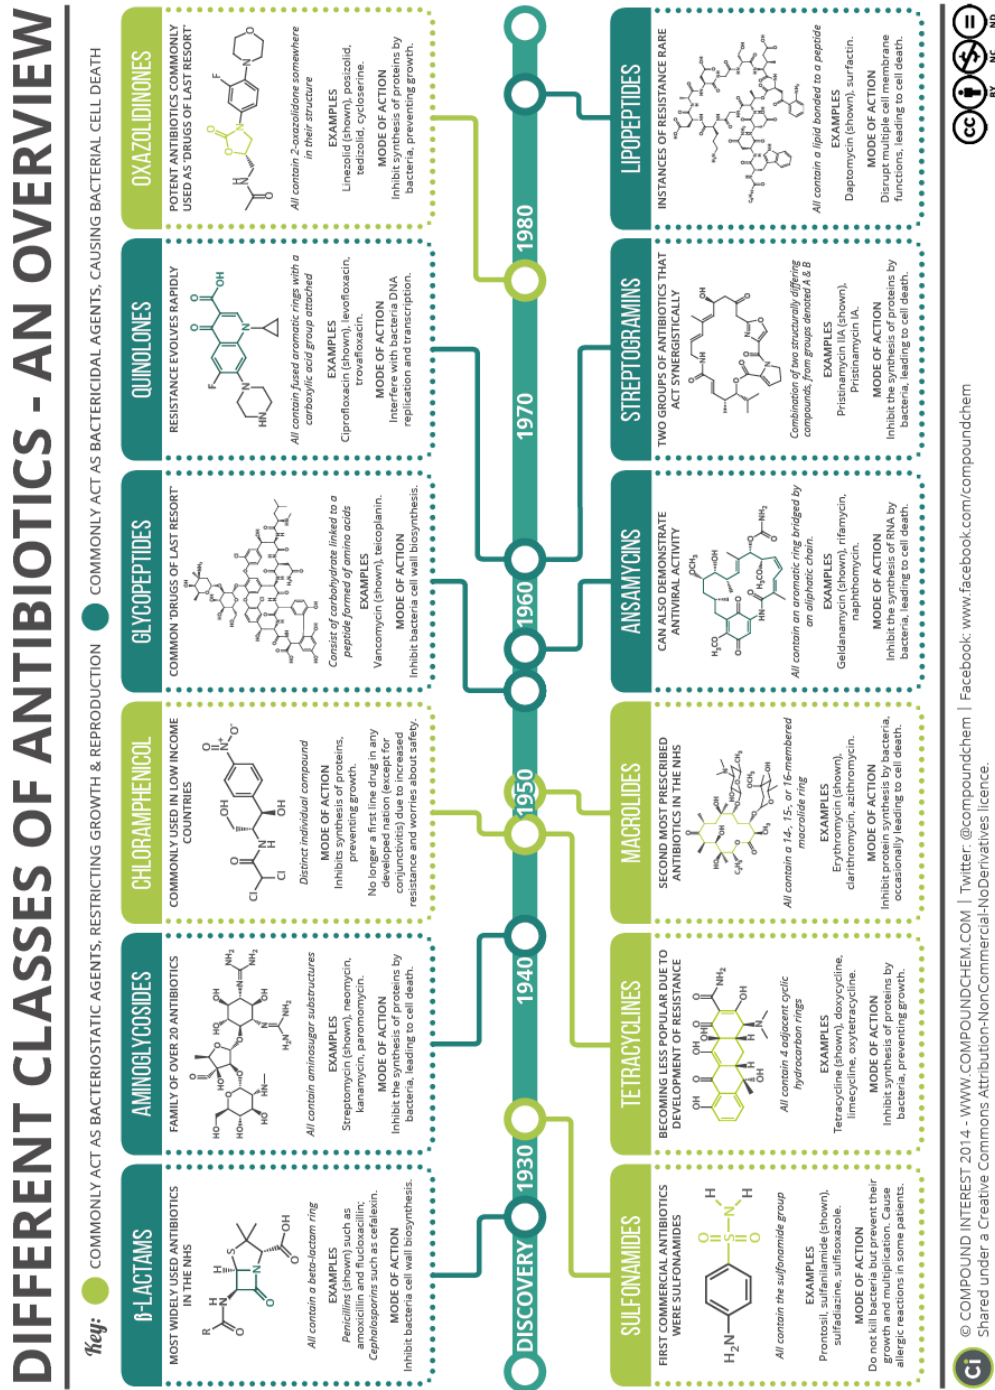 DIFFERENT CLASSES OF ANTIBIOTICS - AN OVERVIEW
Key:
COMMONLY ACT AS BACTERIOSTATIC AGENTS, RESTRICTING GROWTH & REPRODUCTION
COMMONLY ACT AS BACTERICIDAL AGENTS, CAUSING BACTERIAL CELL DEATH
β-LACTAMS
MOST WIDELY USED ANTIBIOTICS
IN THE NHS
All contain a beta-lactam ring
EXAMPLES
Penicillins (shown) such as
amoxicillin and flucloxacillin;
Cephalosporins such as cefalexin.
MODE OF ACTION
Inhibit bacteria cell wall biosynthesis.
AMINOGLYCOSIDES
FAMILY OF OVER 20 ANTIBIOTICS
All contain aminosugar substructures
EXAMPLES
Streptomycin (shown), neomycin,
kanamycin, paromomycin.
MODE OF ACTION
Inhibit the synthesis of proteins by
bacteria, leading to cell death.
CHLORAMPHENICOL
COMMONLY USED IN LOW INCOME
COUNTRIES
Distinct individual compound
MODE OF ACTION
Inhibits synthesis of proteins,
preventing growth.
No longer a first line drug in any
developed nation (except for
conjunctivitis) due to increased
resistance and worries about safety.
GLYCOPEPTIDES
COMMON 'DRUGS OF LAST RESORT'
Consist of carbohydrate linked to a
peptide formed of amino acids
EXAMPLES
Vancomycin (shown), teicoplanin.
MODE OF ACTION
Inhibit bacteria cell wall biosynthesis.
QUINOLONES
RESISTANCE EVOLVES RAPIDLY
All contain fused aromatic rings with a
carboxylic acid group attached
EXAMPLES
Ciprofloxacin (shown), levofloxacin,
trovafloxacin.
MODE OF ACTION
Interfere with bacteria DNA
replication and transcription.
OXAZOLIDINONES
POTENT ANTIBIOTICS COMMONLY
USED AS 'DRUGS OF LAST RESORT'
All contain 2-oxazolidone somewhere
in their structure
EXAMPLES
Linezolid (shown), posizolid,
tedizolid, cycloserine.
MODE OF ACTION
Inhibit synthesis of proteins by
bacteria, preventing growth.
DISCOVERY
1930
1940
1950
1960
1970
1980
SULFONAMIDES
FIRST COMMERCIAL ANTIBIOTICS
WERE SULFONAMIDES
All contain the sulfonamide group
EXAMPLES
Prontosil, sulfanilamide (shown),
sulfadiazine, sulfisoxazole.
MODE OF ACTION
Do not kill bacteria but prevent their
growth and multiplication. Cause
allergic reactions in some patients.
TETRACYCLINES
BECOMING LESS POPULAR DUE TO
DEVELOPMENT OF RESISTANCE
All contain 4 adjacent cyclic
hydrocarbon rings
EXAMPLES
Tetracycline (shown), doxycycline,
limecycline, oxytetracycline.
MODE OF ACTION
Inhibit synthesis of proteins by
bacteria, preventing growth.
MACROLIDES
SECOND MOST PRESCRIBED
ANTIBIOTICS IN THE NHS
All contain a 14-, 15-, or 16-membered
macrolide ring
EXAMPLES
Erythromycin (shown),
clarithromycin, azithromycin.
MODE OF ACTION
Inhibit protein synthesis by bacteria,
occasionally leading to cell death.
ANSAMYCINS
CAN ALSO DEMONSTRATE
ANTIVIRAL ACTIVITY
All contain an aromatic ring bridged by
an aliphatic chain.
EXAMPLES
Geldanamycin (shown), rifamycin,
naphthomycin.
MODE OF ACTION
Inhibit the synthesis of RNA by
bacteria, leading to cell death.
STREPTOGRAMINS
TWO GROUPS OF ANTIBIOTICS THAT
ACT SYNERGISTICALLY
Combination of two structurally differing
compounds, from groups denoted A & B
EXAMPLES
Pristinamycin IIA (shown),
Pristinamycin IA.
MODE OF ACTION
Inhibit the synthesis of proteins by
bacteria, leading to cell death.
LIPOPEPTIDES
INSTANCES OF RESISTANCE RARE
All contain a lipid bonded to a peptide
EXAMPLES
Daptomycin (shown), surfactin.
MODE OF ACTION
Disrupt multiple cell membrane
functions, leading to cell death.
Ci
© COMPOUND INTEREST 2014 - WWW.COMPOUNDCHEM.COM | Twitter: @compoundchem | Facebook: www.facebook.com/compoundchem
Shared under a Creative Commons Attribution-NonCommercial-NoDerivatives licence.
cc
BY NC ND